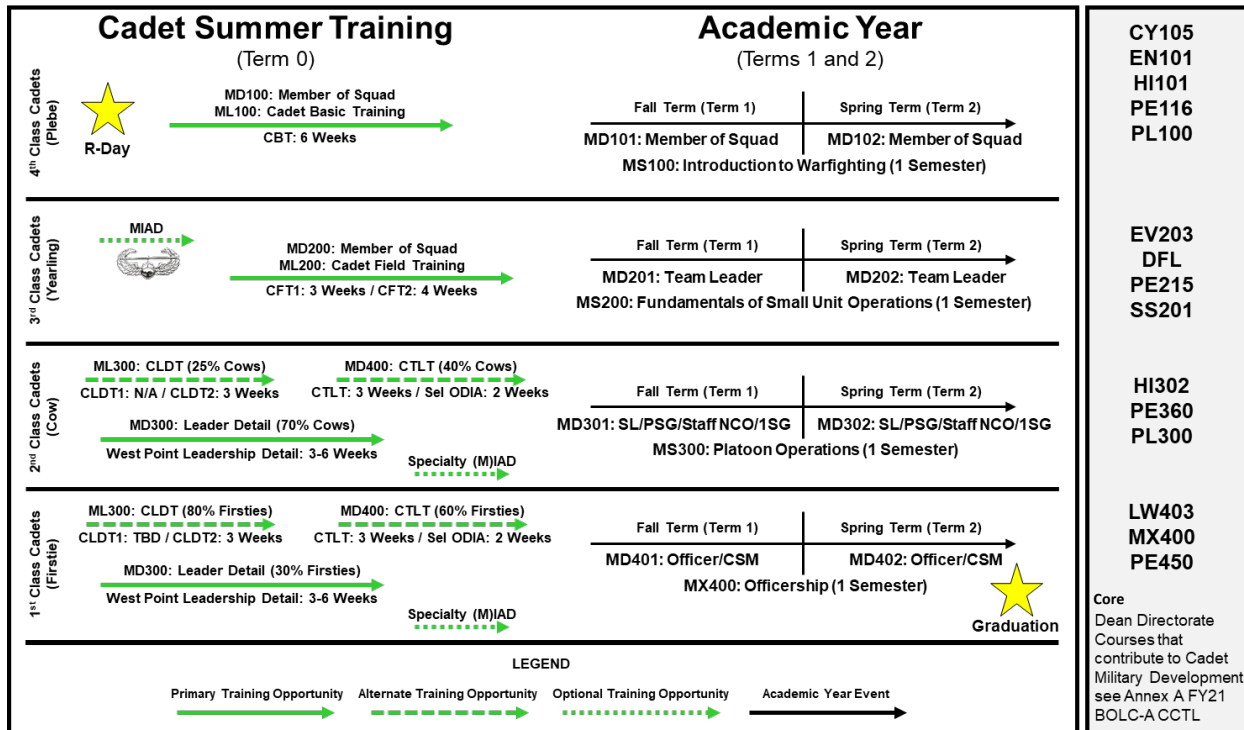 Cadet Summer Training
(Term 0)
Academic Year
(Terms 1 and 2)
4th Class Cadets
(Plebe)
R-Day
MD100: Member of Squad
ML100: Cadet Basic Training
CBT: 6 Weeks
Fall Term (Term 1)
Spring Term (Term 2)
MD101: Member of Squad
MD102: Member of Squad
MS100: Introduction to Warfighting (1 Semester)
3rd Class Cadets
(Yearling)
MIAD
MD200: Member of Squad
ML200: Cadet Field Training
CFT1: 3 Weeks / CFT2: 4 Weeks
Fall Term (Term 1)
Spring Term (Term 2)
MD201: Team Leader
MD202: Team Leader
MS200: Fundamentals of Small Unit Operations (1 Semester)
2nd Class Cadets
(Cow)
ML300: CLDT (25% Cows)
CLDT1: N/A / CLDT2: 3 Weeks
MD400: CTLT (40% Cows)
CTLT: 3 Weeks / Sel ODIA: 2 Weeks
MD300: Leader Detail (70% Cows)
West Point Leadership Detail: 3-6 Weeks
Specialty (M)IAD
Fall Term (Term 1)
Spring Term (Term 2)
MD301: SL/PSG/Staff NCO/1SG
MD302: SL/PSG/Staff NCO/1SG
MS300: Platoon Operations (1 Semester)
1st Class Cadets
(Firstie)
ML300: CLDT (80% Firsties)
CLDT1: TBD / CLDT2: 3 Weeks
MD400: CTLT (60% Firsties)
CTLT: 3 Weeks / Sel ODIA: 2 Weeks
MD300: Leader Detail (30% Firsties)
West Point Leadership Detail: 3-6 Weeks
Specialty (M)IAD
Fall Term (Term 1)
Spring Term (Term 2)
MD401: Officer/CSM
MD402: Officer/CSM
MX400: Officership (1 Semester)
Graduation
LEGEND
Primary Training Opportunity
Alternate Training Opportunity
Optional Training Opportunity
Academic Year Event
CY105
EN101
HI101
PE116
PL100
EV203
DFL
PE215
SS201
HI302
PE360
PL300
LW403
MX400
PE450
Core
Dean Directorate
Courses that
contribute to Cadet
Military Development
see Annex A FY21
BOLC-A CCTL